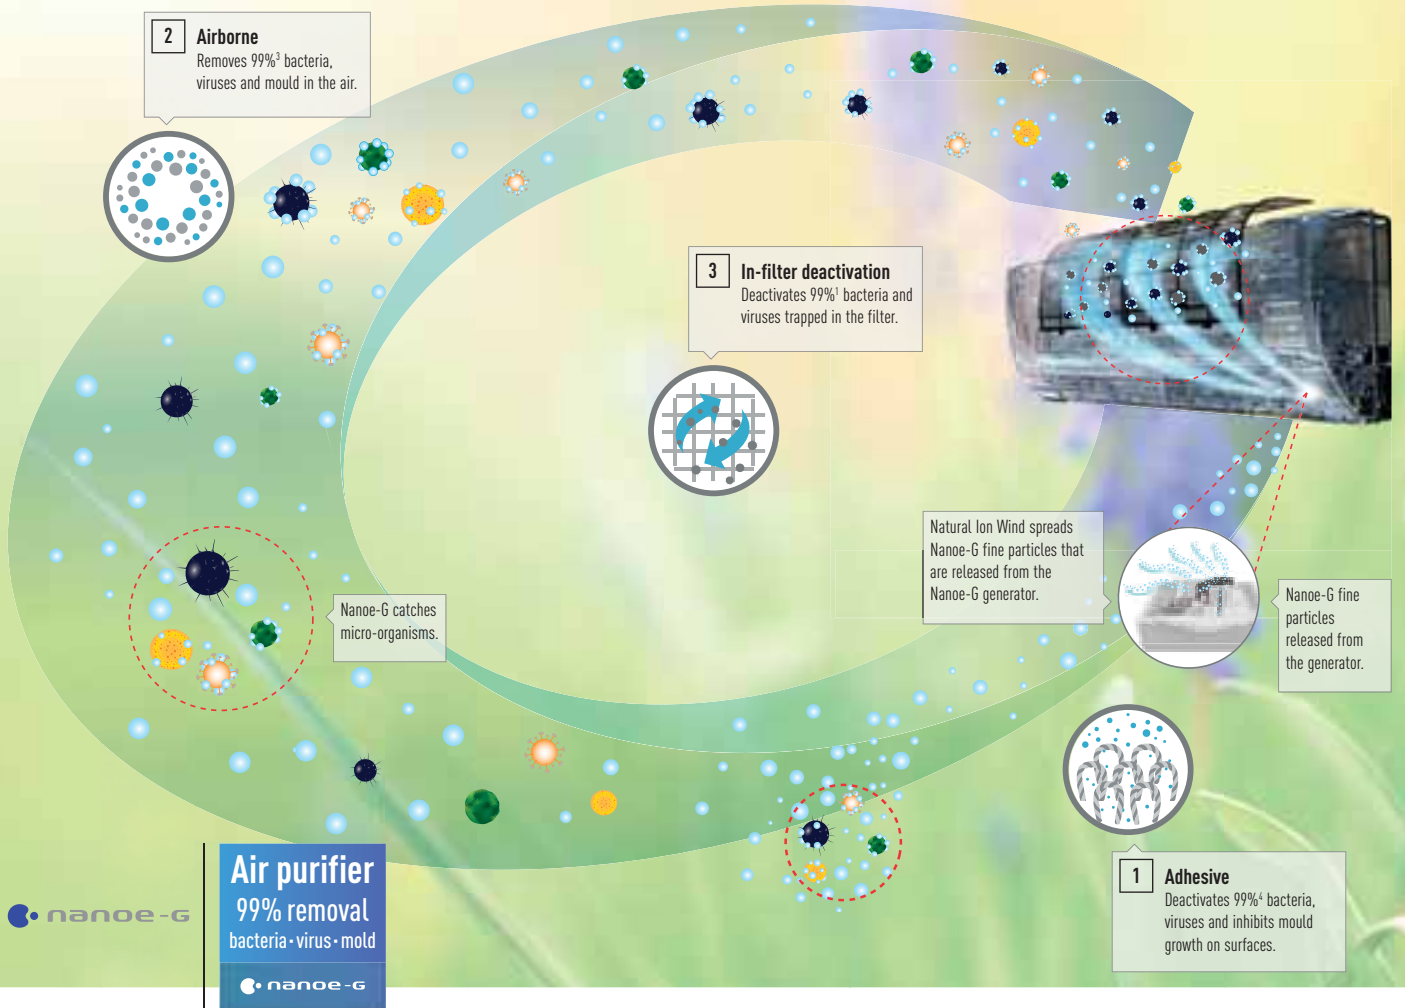 2 Airborne
Removes 99%³ bacteria,
viruses and mould in the air.
3 In-filter deactivation
Deactivates 99%¹ bacteria and
viruses trapped in the filter.
Natural Ion Wind spreads
Nanoe-G fine particles that
are released from the
Nanoe-G generator.
Nanoe-G fine
particles
released from
the generator.
Nanoe-G catches
micro-organisms.
1 Adhesive
Deactivates 99%⁴ bacteria,
viruses and inhibits mould
growth on surfaces.
nanoe-G
Air purifier
99% removal
bacteria·virus·mold
nanoe-G